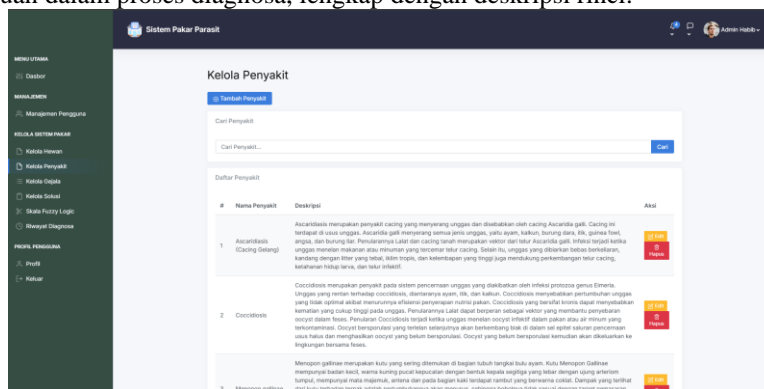 dan dalam proses diagnosa, lengkap dengan deskripsi
Sistem Pakar Parasit
Admin Habib
MENU UTAMA
Dasbor
MANAJEMEN
Manajemen Pengguna
KELOLA SISTEM PAKAR
Kelola Hewan
Kelola Penyakit
Kelola Gejala
Kelola Solusi
Skala Fuzzy Logic
Riwayat Diagnosa
PROFIL PENGGUNA
Profil
Keluar
Kelola Penyakit
Tambah Penyakit
Cari Penyakit
Cari Penyakit...
Cari
Daftar Penyakit
# Nama Penyakit Deskripsi Aksi
1 Ascaridiasis (Cacing Gelang)
Ascaridiasis merupakan penyakit cacing yang menyerang unggas dan disebabkan oleh cacing Ascaridia galli. Cacing ini
terdapat di usus unggas. Ascaridia galli menyerang semua jenis unggas, yaitu ayam, kalkun, burung dara, itik, guinea feel,
angsa, dan burung liar. Penularannya Lalat dan cacing tanah merupakan vektor dari telur Ascaridia galli. Infeksi terjadi ketika
unggas menelan makanan atau minuman yang tercemar telur cacing. Selain itu, unggas yang dibiarkan bebas berkeliaran,
kandang dengan litter yang tebal, iklim tropis, dan kelembapan yang tinggi juga mendukung perkembangan telur cacing,
ketahanan hidup larva, dan telur infektif.
Edit
Hapus
2 Coccidiosis
Coccidiosis merupakan penyakit pada sistem pencernaan unggas yang diakibatkan oleh infeksi protozoa genus Eimeria.
Unggas yang rentan terhadap coccidiosis, diantaranya ayam, itik, dan kalkun. Coccidiosis menyebabkan pertumbuhan unggas
yang tidak optimal akibat menurunnya efisiensi penyerapan nutrisi pakan. Coccidiosis yang bersifat kronis dapat menyebabkan
kematian yang cukup tinggi pada unggas. Penularannya Lalat dapat berperan sebagai vektor yang membantu penyebaran
oocyst dalam feses. Penularan Coccidiosis terjadi ketika unggas menelan oocyst infektif dalam pakan atau air minum yang
terkontaminasi. Oocyst bersporulasi yang tertelan selanjutnya akan berkembang biak di dalam sel epitel saluran pencernaan
usus halus dan menghasilkan oocyst yang belum bersporulasi. Oocyst yang belum bersporulasi kemudian akan dikeluarkan ke
lingkungan bersama feses.
Edit
Hapus
Menopon gallinae merupakan kutu yang sering ditemukan di bagian tubuh tangkai bulu ayam. Kutu Menopon Gallinae
mempunyai badan kecil, warna kuning pucat kepucatan dengan bentuk kepala segitiga yang lebar dengan ujung arterism
tumpul, mempunyai mata majemuk, antena dan pada bagian kaki terdapat rambut yang berwarna coklat. Dampak yang terlihat
3 Menopon gallinae